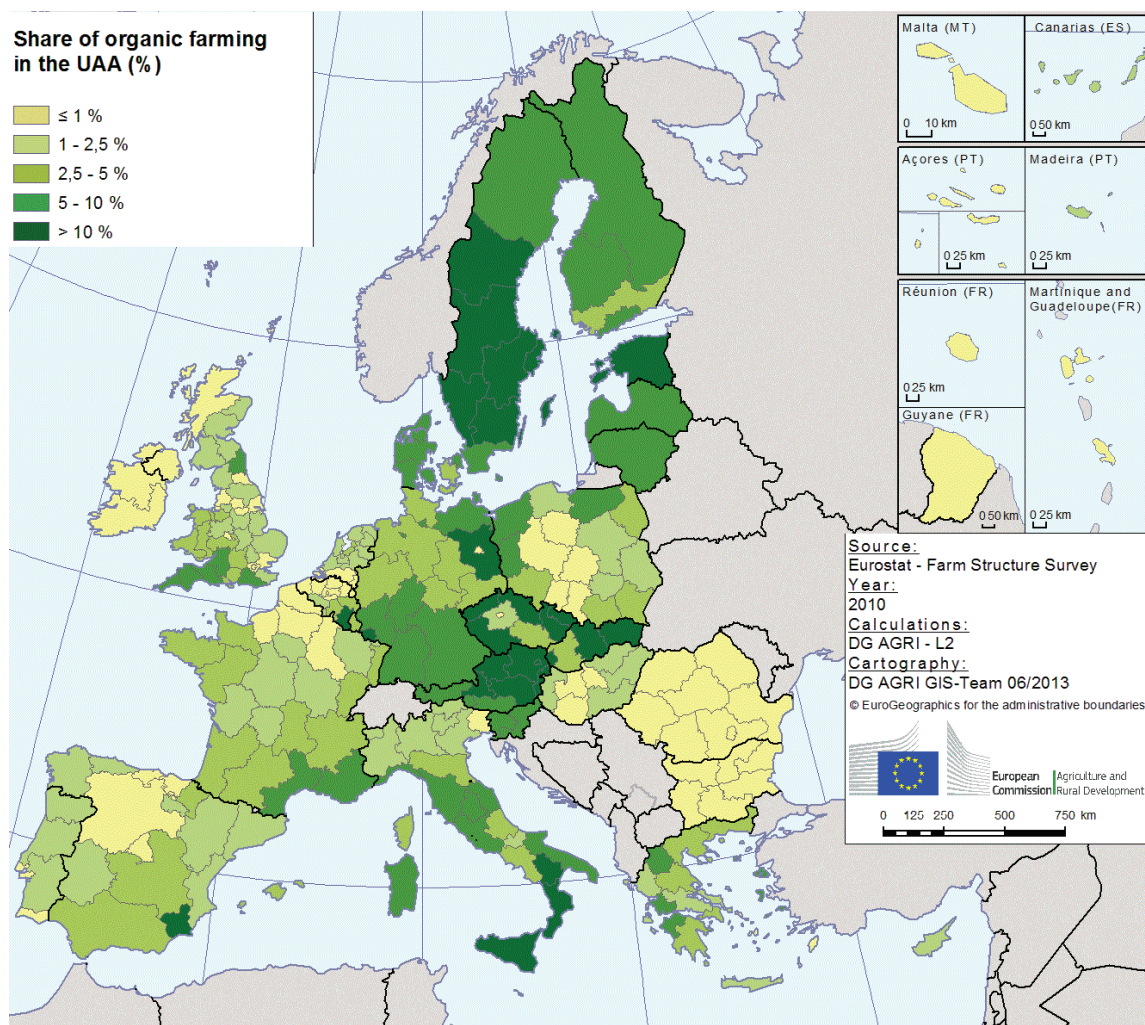 Share of organic farming
in the UAA (%)
≤ 1 %
1 - 2,5 %
2,5 - 5 %
5 - 10 %
> 10 %
Malta (MT)
0 10 km
Canarias (ES)
0 50 km
Açores (PT)
0 25 km
Madeira (PT)
0 25 km
Réunion (FR)
0 25 km
Martinique and
Guadeloupe(FR)
0 25 km
Guyane (FR)
0 50 km
Source:
Eurostat - Farm Structure Survey
Year:
2010
Calculations:
DG AGRI - L2
Cartography:
DG AGRI GIS-Team 06/2013
© EuroGeographics for the administrative boundaries
European
Commission
Agriculture and
Rural Development
0 125 250 500 750 km